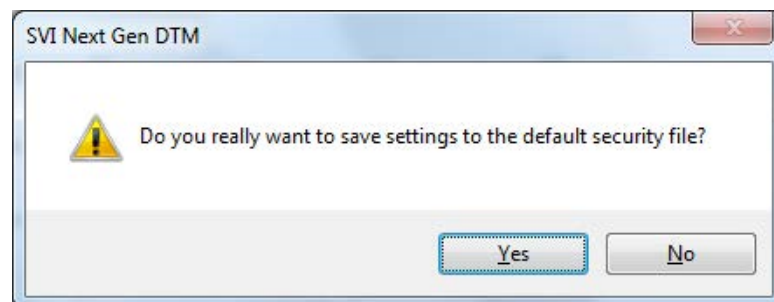 SVI Next Gen DTM
Do you really want to save settings to the default security file?
Yes
No